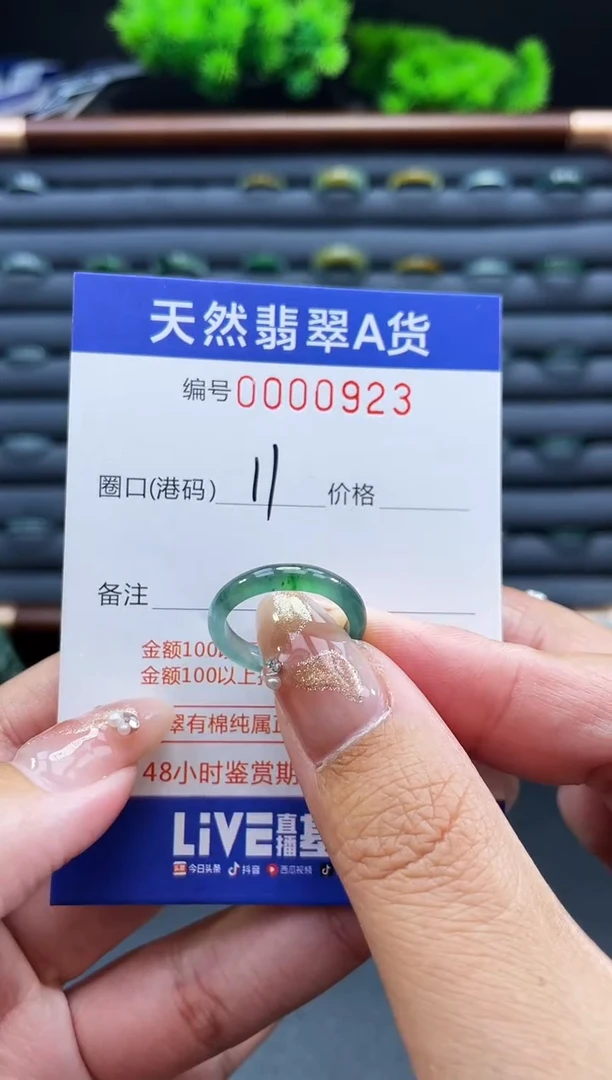 天然翡翠A货
编号0000923
圈口(港码) 11 价格
备注
金额100
金额100以上
翠有棉纯属正
48小时鉴赏期
LiVE直播基
头条 今日头条 抖音 西瓜视频